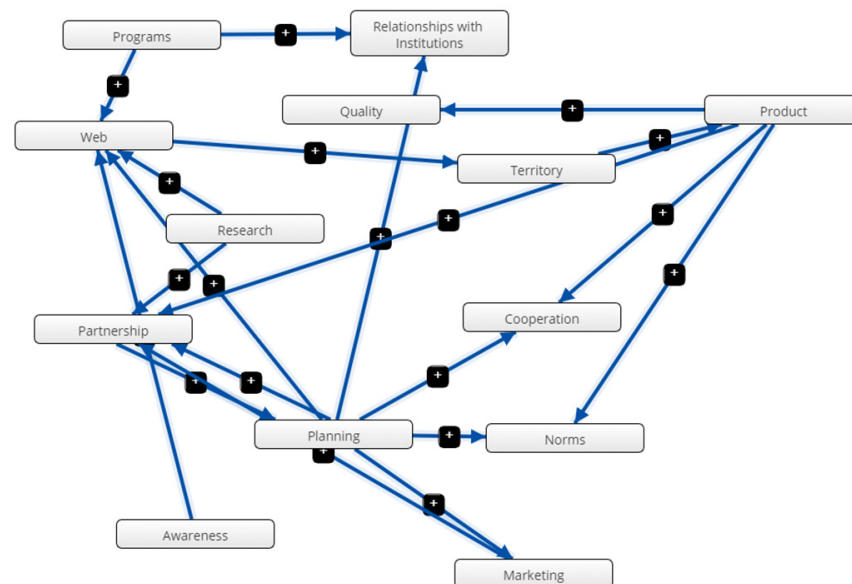 Programs
+
Relationships with
Institutions
+
Quality
+
Product
Web
+
+
Territory
+
Research
+
+
+
+
+
+
Partnership
Cooperation
+
+
+
+
Planning
+
Norms
+
+
Awareness
Marketing